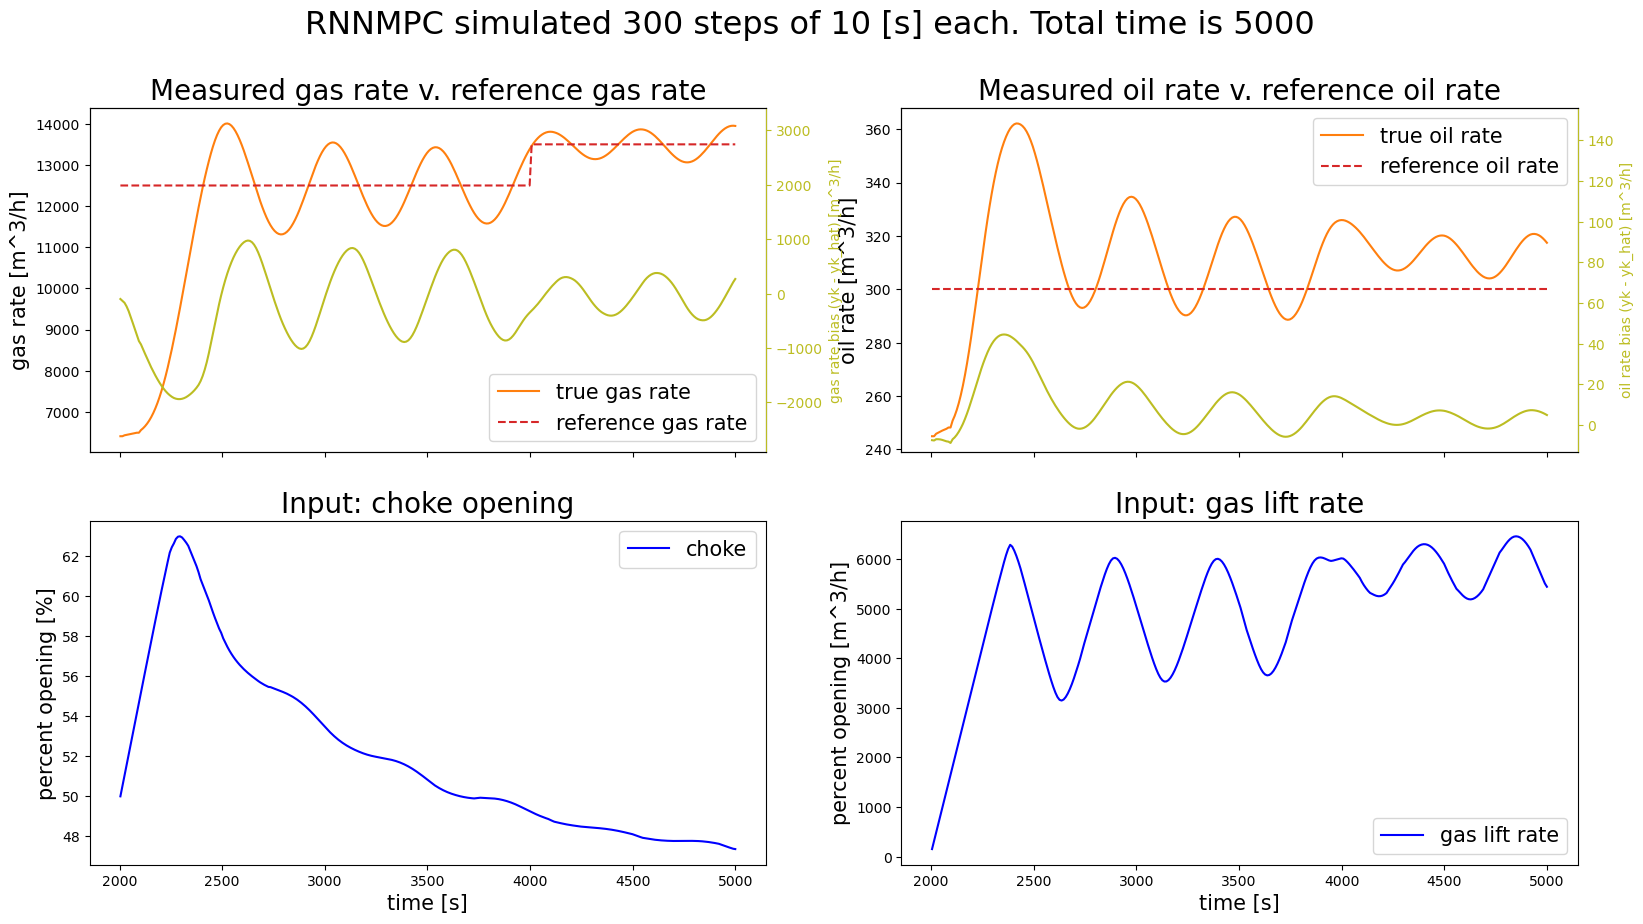 RNNMPC simulated 300 steps of 10 [s] each. Total time is 5000
Measured gas rate v. reference gas rate
gas rate [m^3/h]
14000
13000
12000
11000
10000
9000
8000
7000
3000
2000
1000
0
−1000
−2000
gas rate bias (yk - yk_hat) [m^3/h]
true gas rate
reference gas rate
Measured oil rate v. reference oil rate
oil rate [m^3/h]
360
340
320
300
280
260
240
140
120
100
80
60
40
20
0
oil rate bias (yk - yk_hat) [m^3/h]
true oil rate
reference oil rate
Input: choke opening
percent opening [%]
62
60
58
56
54
52
50
48
choke
2000 2500 3000 3500 4000 4500 5000
time [s]
Input: gas lift rate
percent opening [m^3/h]
6000
5000
4000
3000
2000
1000
0
gas lift rate
2000 2500 3000 3500 4000 4500 5000
time [s]